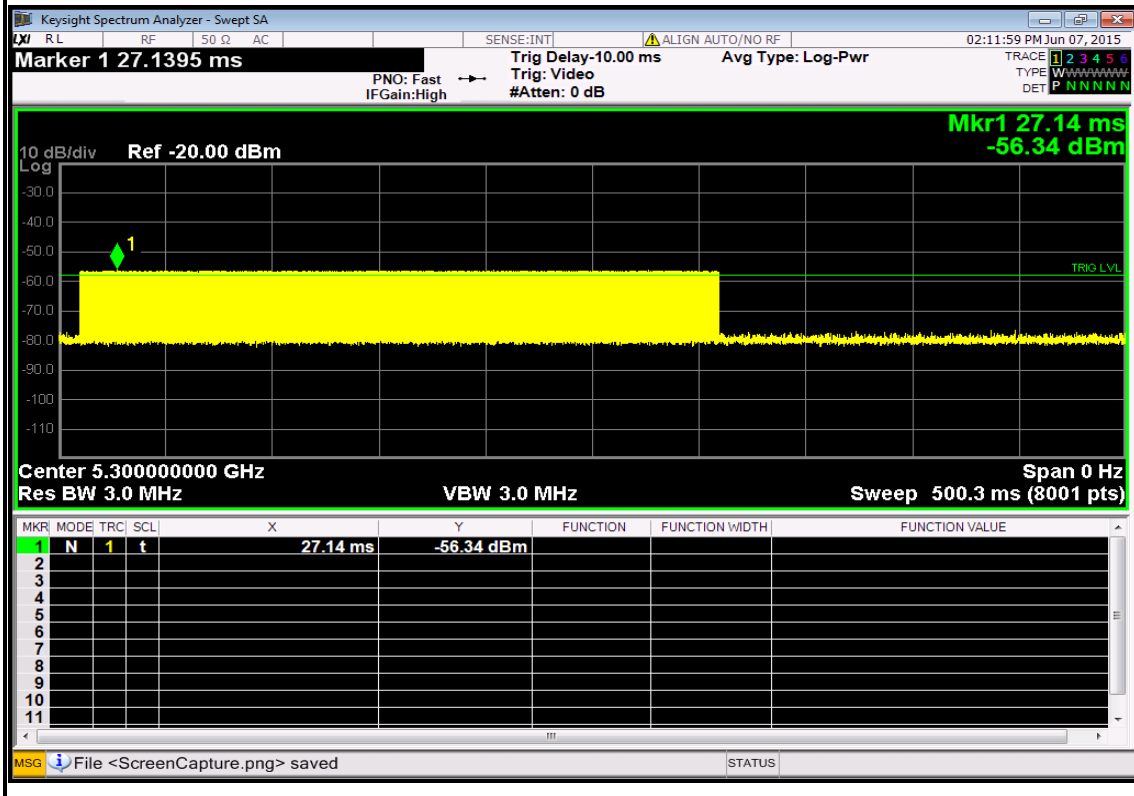 Keysight Spectrum Analyzer - Swept SA
LXI RL RF 50 Ω AC SENSE:INT ALIGN AUTO/NO RF 02:11:59 PM Jun 07, 2015
Marker 1 27.1395 ms
PNO: Fast
IFGain:High
Trig Delay-10.00 ms
Trig: Video
#Atten: 0 dB
Avg Type: Log-Pwr
TRACE 1 2 3 4 5 6
TYPE WWWWWW
DET P N N N N N
Mkr1 27.14 ms
-56.34 dBm
10 dB/div Ref -20.00 dBm
Log
-30.0
-40.0
1
-50.0
TRIG LVL
-60.0
-70.0
-80.0
-90.0
-100
-110
Center 5.300000000 GHz Span 0 Hz
Res BW 3.0 MHz VBW 3.0 MHz Sweep 500.3 ms (8001 pts)
MKR MODE TRC SCL X Y FUNCTION FUNCTION WIDTH FUNCTION VALUE
1 N 1 t 27.14 ms -56.34 dBm
2
3
4
5
6
7
8
9
10
11
MSG File <ScreenCapture.png> saved STATUS